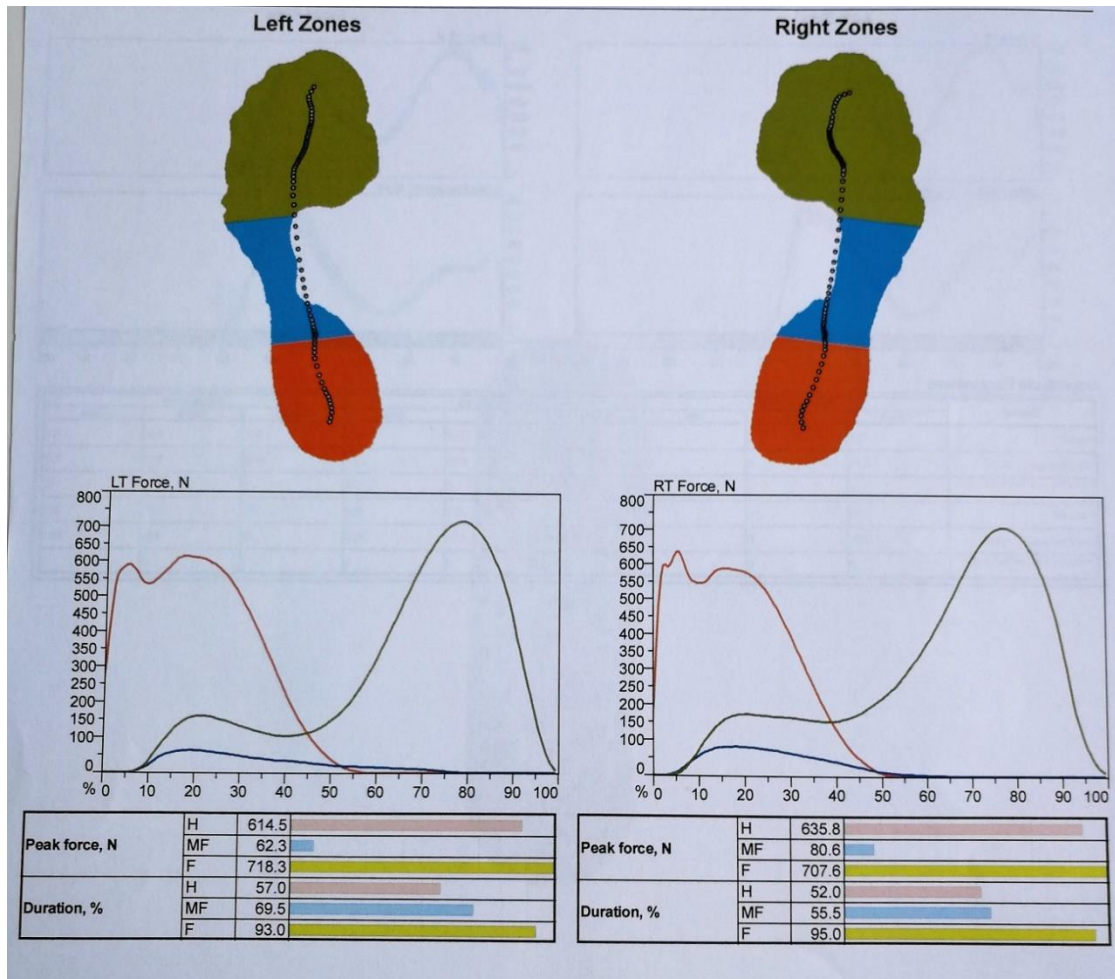 Left Zones
Right Zones
LT Force, N
800
700
650
600
550
500
450
400
350
300
250
200
150
100
0
% 0 10 20 30 40 50 60 70 80 90 100
RT Force, N
800
700
650
600
550
500
450
400
350
300
250
200
150
100
0
% 0 10 20 30 40 50 60 70 80 90 100
Peak force, N
H 614.5
MF 62.3
F 718.3
Duration, %
H 57.0
MF 69.5
F 93.0
Peak force, N
H 635.8
MF 80.6
F 707.6
Duration, %
H 52.0
MF 55.5
F 95.0